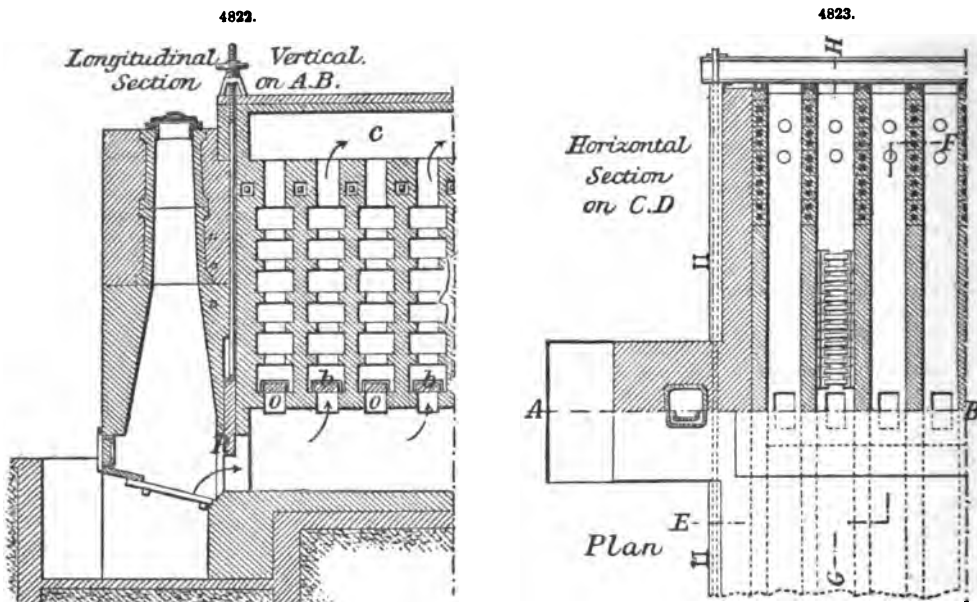 4822.
Longitudinal Vertical.
Section on A.B.
C
b b
o o
R
4823.
H
Horizontal
Section
on C.D
F
A B
E
Plan
G